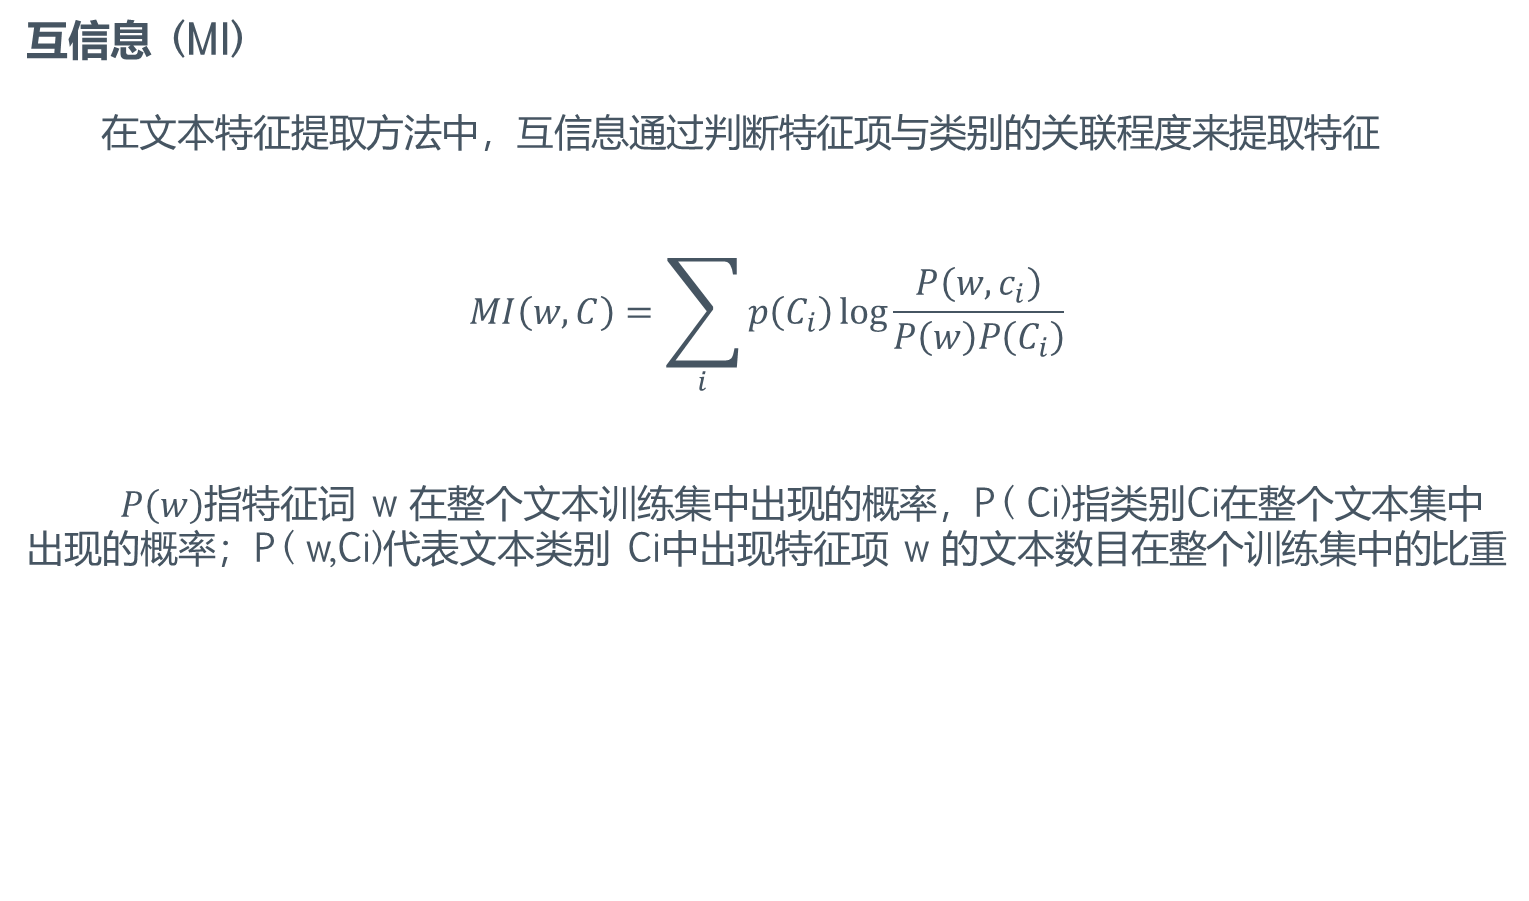 互信息（MI）
在文本特征提取方法中，互信息通过判断特征项与类别的关联程度来提取特征
MI(w, C) = ∑_i p(C_i) log P(w, c_i) / P(w)P(C_i)
P(w)指特征词 w 在整个文本训练集中出现的概率，P ( Ci)指类别Ci在整个文本集中
出现的概率；P ( w,Ci)代表文本类别 Ci中出现特征项 w 的文本数目在整个训练集中的比重